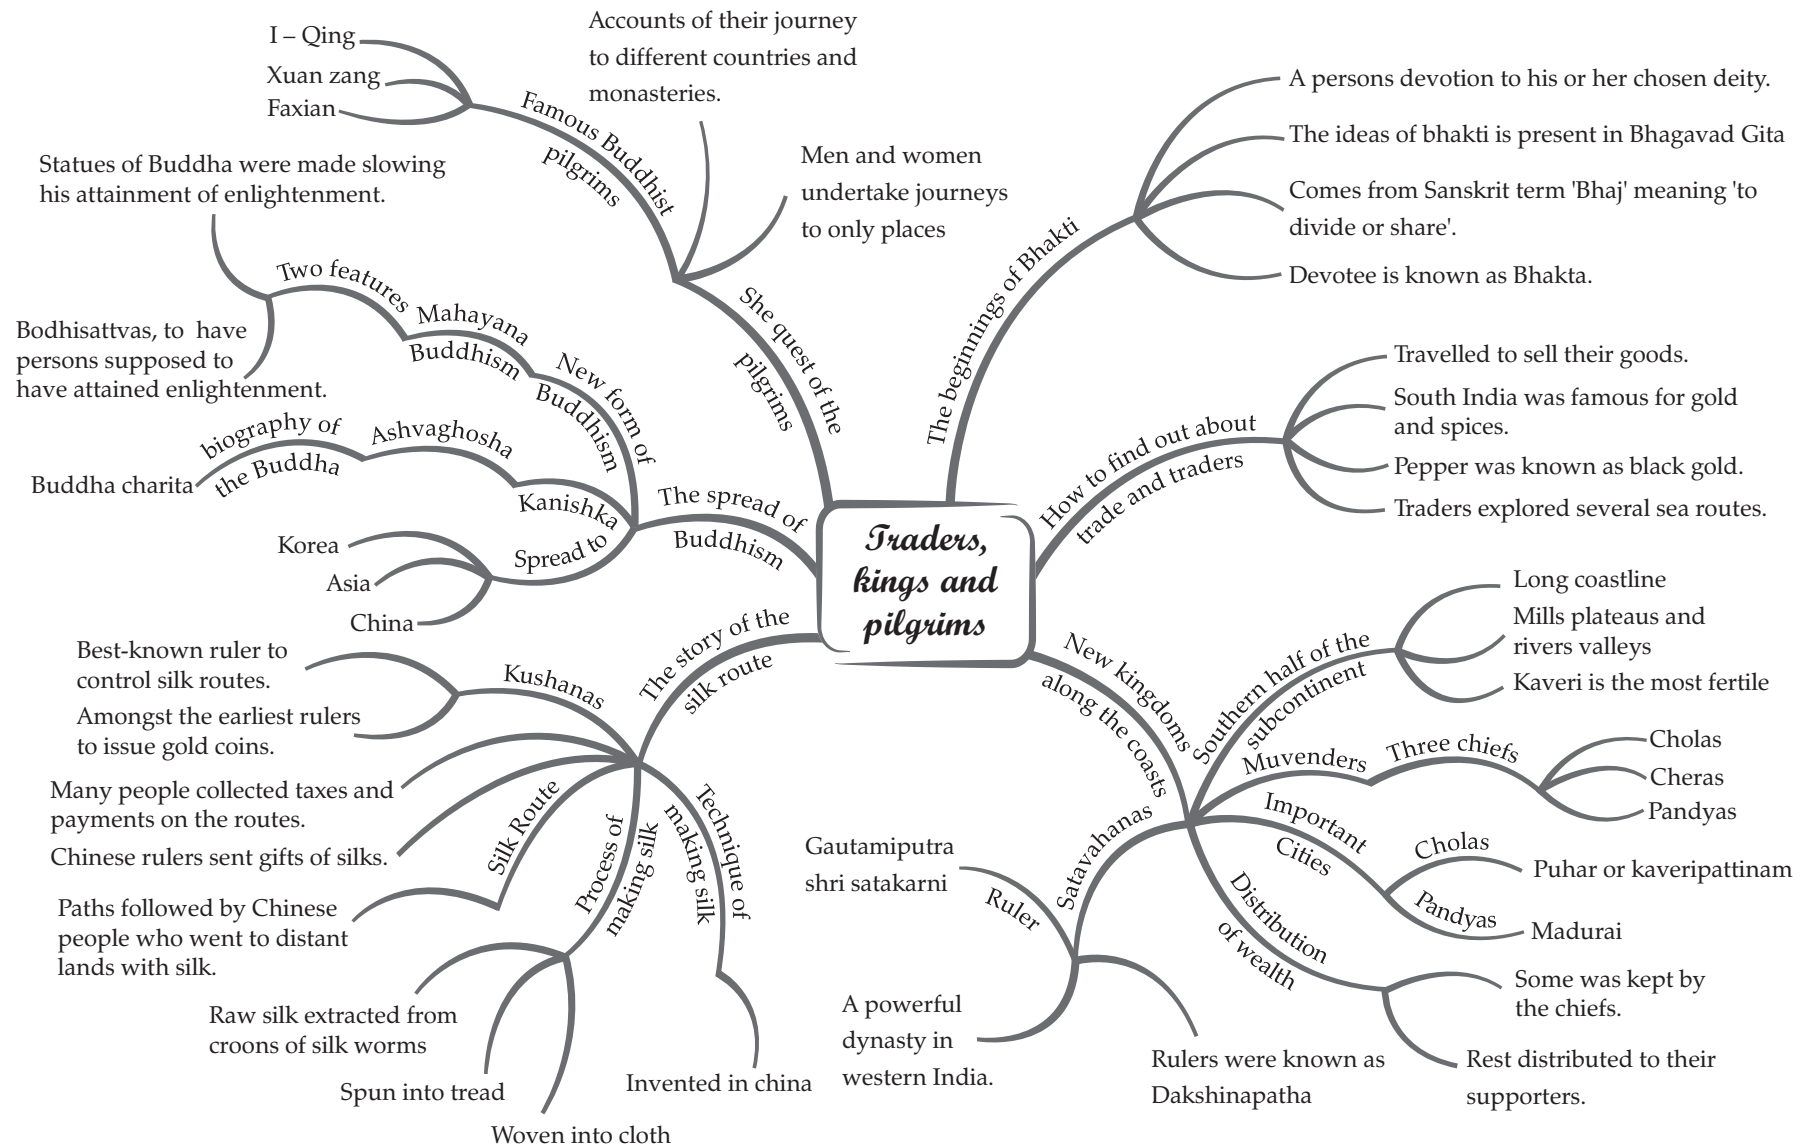 Traders,
kings and
pilgrims
The beginnings of Bhakti
A persons devotion to his or her chosen deity.
The ideas of bhakti is present in Bhagavad Gita
Comes from Sanskrit term 'Bhaj' meaning 'to
divide or share'.
Devotee is known as Bhakta.
How to find out about
trade and traders
Travelled to sell their goods.
South India was famous for gold
and spices.
Pepper was known as black gold.
Traders explored several sea routes.
New kingdoms
along the coasts
Southern half of the
subcontinent
Long coastline
Mills plateaus and
rivers valleys
Kaveri is the most fertile
Muvenders
Three chiefs
Cholas
Cheras
Pandyas
Important
Cities
Cholas
Puhar or kaveripattinam
Pandyas
Madurai
Distribution
of wealth
Some was kept by
the chiefs.
Rest distributed to their
supporters.
Satavahanas
Ruler
Gautamiputra
shri satakarni
A powerful
dynasty in
western India.
Rulers were known as
Dakshinapatha
The story of the
silk route
Kushanas
Best-known ruler to
control silk routes.
Amongst the earliest rulers
to issue gold coins.
Many people collected taxes and
payments on the routes.
Chinese rulers sent gifts of silks.
Silk Route
Paths followed by Chinese
people who went to distant
lands with silk.
Process of
making silk
Raw silk extracted from
croons of silk worms
Spun into tread
Woven into cloth
Technique of
making silk
Invented in china
The spread of
Buddhism
New form of
Buddhism
Mahayana
Buddhism
Two features
Statues of Buddha were made slowing
his attainment of enlightenment.
Bodhisattvas, to have
persons supposed to
have attained enlightenment.
Kanishka
Ashvaghosha
biography of
the Buddha
Buddha charita
Spread to
Korea
Asia
China
She quest of the
pilgrims
Famous Buddhist
pilgrims
I – Qing
Xuan zang
Faxian
Accounts of their journey
to different countries and
monasteries.
Men and women
undertake journeys
to only places